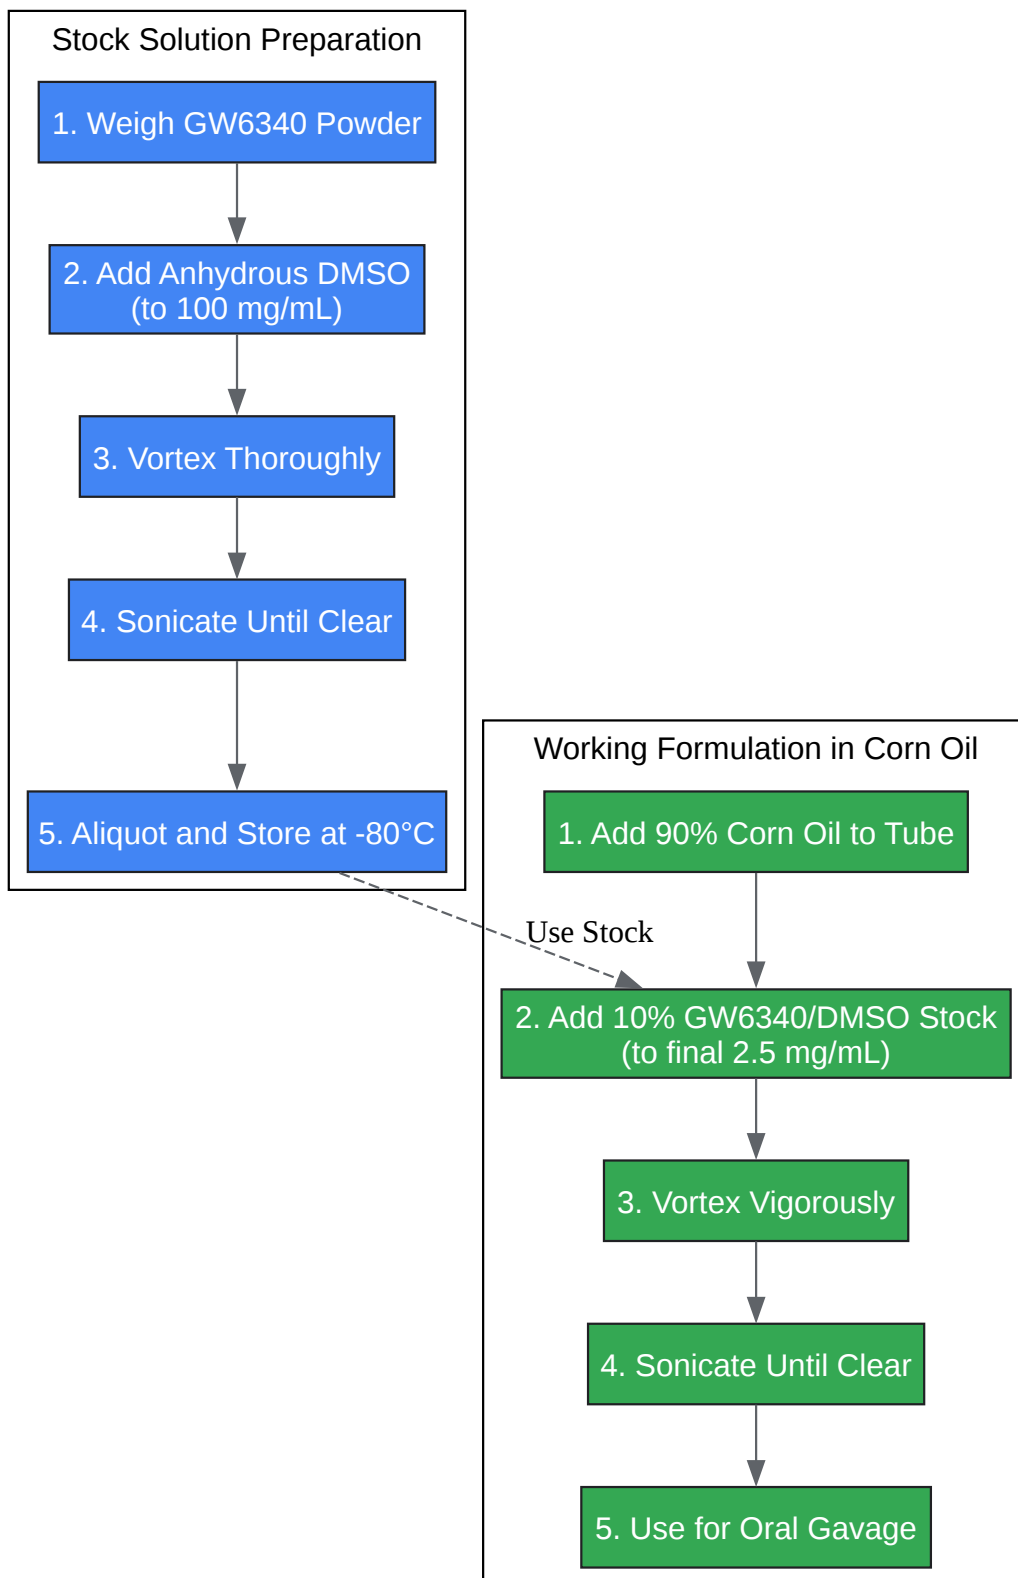 Stock Solution Preparation
1. Weigh GW6340 Powder
2. Add Anhydrous DMSO
(to 100 mg/mL)
3. Vortex Thoroughly
4. Sonicate Until Clear
5. Aliquot and Store at -80°C
Working Formulation in Corn Oil
1. Add 90% Corn Oil to Tube
Use Stock
2. Add 10% GW6340/DMSO Stock
(to final 2.5 mg/mL)
3. Vortex Vigorously
4. Sonicate Until Clear
5. Use for Oral Gavage